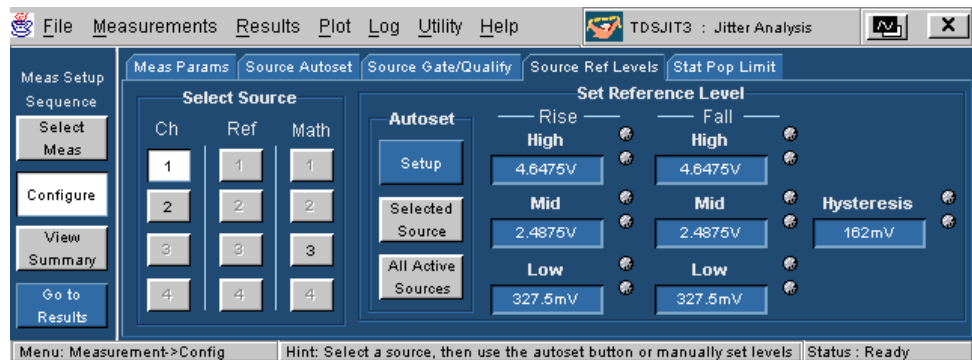 File Measurements Results Plot Log Utility Help TDSJIT3 : Jitter Analysis X
Meas Setup
Sequence
Select
Meas
Configure
View
Summary
Go to
Results
Meas Params Source Autoset Source Gate/Qualify Source Ref Levels Stat Pop Limit
Select Source
Ch Ref Math
1 1 1
2 2 2
3 3 3
4 4 4
Set Reference Level
Autoset
Setup
Selected
Source
All Active
Sources
Rise Fall
High High
4.6475V 4.6475V
Mid Mid Hysteresis
2.4875V 2.4875V 162mV
Low Low
327.5mV 327.5mV
Menu: Measurement->Config Hint: Select a source, then use the autoset button or manually set levels Status : Ready